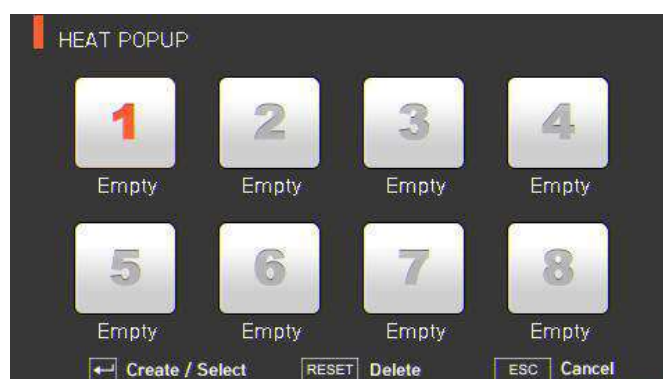 HEAT POPUP
1 2 3 4
Empty Empty Empty Empty
5 6 7 8
Empty Empty Empty Empty
Create / Select RESET Delete ESC Cancel